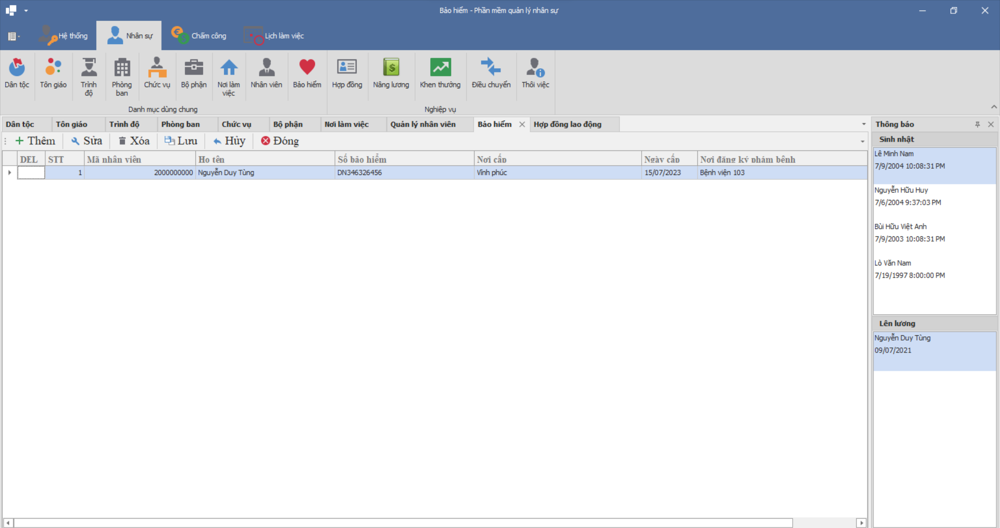 Bảo hiểm - Phần mềm quản lý nhân sự
Hệ thống
Nhân sự
Chấm công
Lịch làm việc
Dân tộc
Tôn giáo
Trình độ
Phòng ban
Chức vụ
Bộ phận
Nơi làm việc
Nhân viên
Bảo hiểm
Hợp đồng
Nâng lương
Khen thưởng
Điều chuyển
Thôi việc
Danh mục dùng chung
Nghiệp vụ
Dân tộc
Tôn giáo
Trình độ
Phòng ban
Chức vụ
Bộ phận
Nơi làm việc
Quản lý nhân viên
Bảo hiểm
Hợp đồng lao động
Thêm
Sửa
Xóa
Lưu
Hủy
Đóng
DEL STT Mã nhân viên Họ tên Số bảo hiểm Nơi cấp Ngày cấp Nơi đăng ký phám bệnh
1 2000000000 Nguyễn Duy Tùng DN346326456 Vĩnh phúc 15/07/2023 Bệnh viện 103
Thông báo
Sinh nhật
Lê Minh Nam
7/9/2004 10:08:31 PM
Nguyễn Hữu Huy
7/6/2004 9:37:03 PM
Bùi Hữu Việt Anh
7/9/2003 10:08:31 PM
Lò Văn Nam
7/19/1997 8:00:00 PM
Lên lương
Nguyễn Duy Tùng
09/07/2021